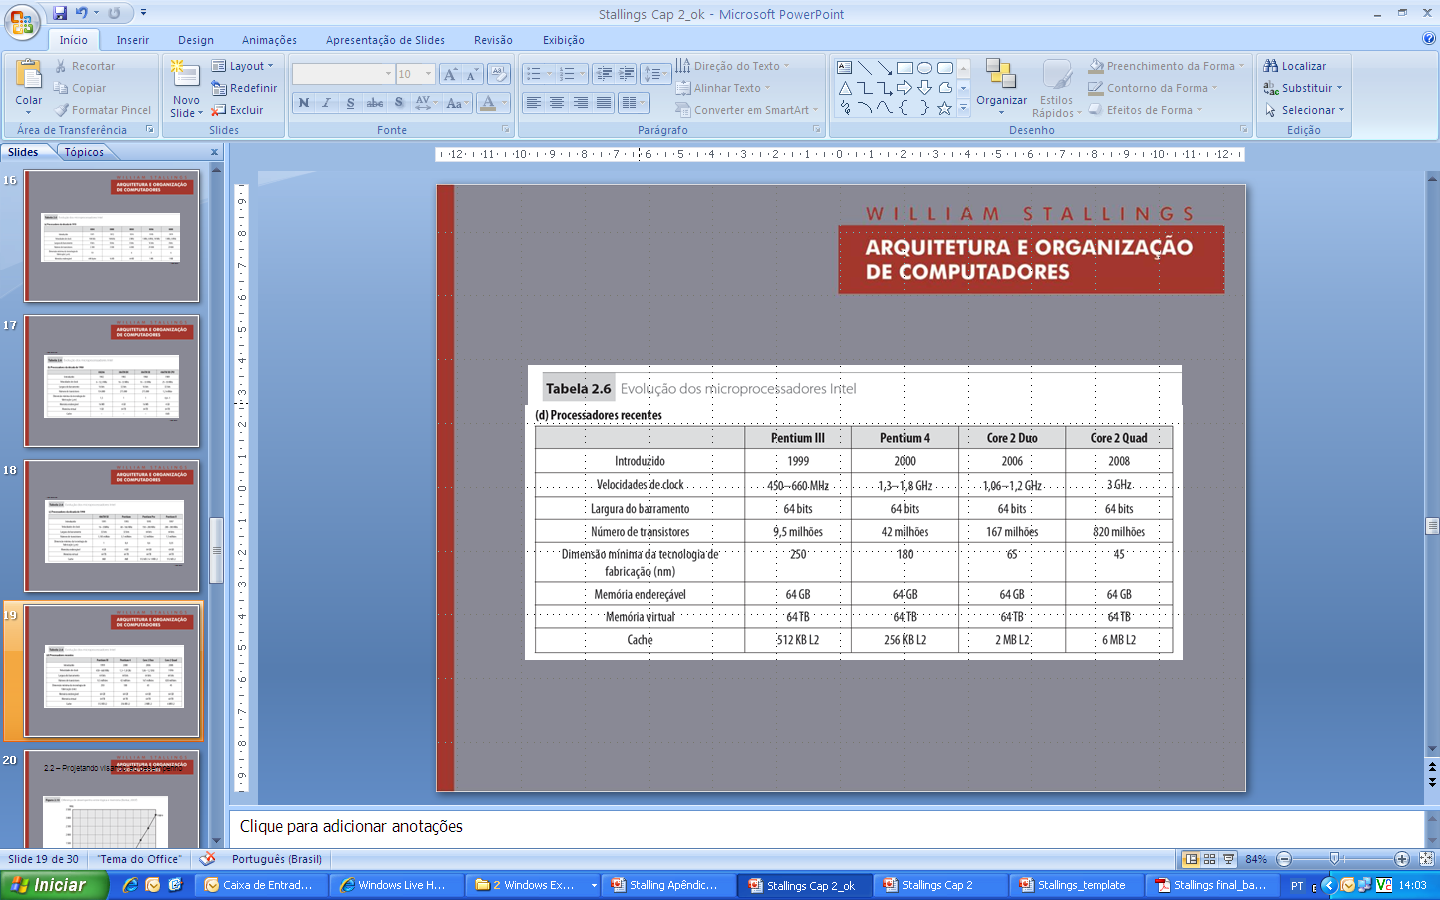 Stallings Cap 2_ok - Microsoft PowerPoint
Início Inserir Design Animações Apresentação de Slides Revisão Exibição
Colar
Recortar
Copiar
Formatar Pincel
Área de Transferência
Novo Slide
Layout
Redefinir
Excluir
Slides
10
N I S abc S AV Aa A
Fonte
Direção do Texto
Alinhar Texto
Converter em SmartArt
Parágrafo
Organizar
Estilos Rápidos
Preenchimento da Forma
Contorno da Forma
Efeitos de Forma
Desenho
Localizar
Substituir
Selecionar
Edição
Slides Tópicos x
16
17
18
19
20
WILLIAM STALLINGS
ARQUITETURA E ORGANIZAÇÃO
DE COMPUTADORES
Tabela 2.6 Evolução dos microprocessadores Intel
(d) Processadores recentes
Pentium III Pentium 4 Core 2 Duo Core 2 Quad
Introduzido 1999 2000 2006 2008
Velocidades de clock 450–660 MHz 1,3–1,8 GHz 1,06–1,2 GHz 3 GHz
Largura do barramento 64 bits 64 bits 64 bits 64 bits
Número de transistores 9,5 milhões 42 milhões 167 milhões 820 milhões
Dimensão mínima da tecnologia de 250 180 65 45
fabricação (nm)
Memória endereçável 64 GB 64 GB 64 GB 64 GB
Memória virtual 64 TB 64 TB 64 TB 64 TB
Cache 512 KB L2 256 KB L2 2 MB L2 6 MB L2
Clique para adicionar anotações
Slide 19 de 30 "Tema do Office" Português (Brasil) 84%
Iniciar Caixa de Entrad... Windows Live H... 2 Windows Ex... Stalling Apêndic... Stallings Cap 2_ok Stallings Cap 2 Stallings_template Stallings final_ba... PT 14:03